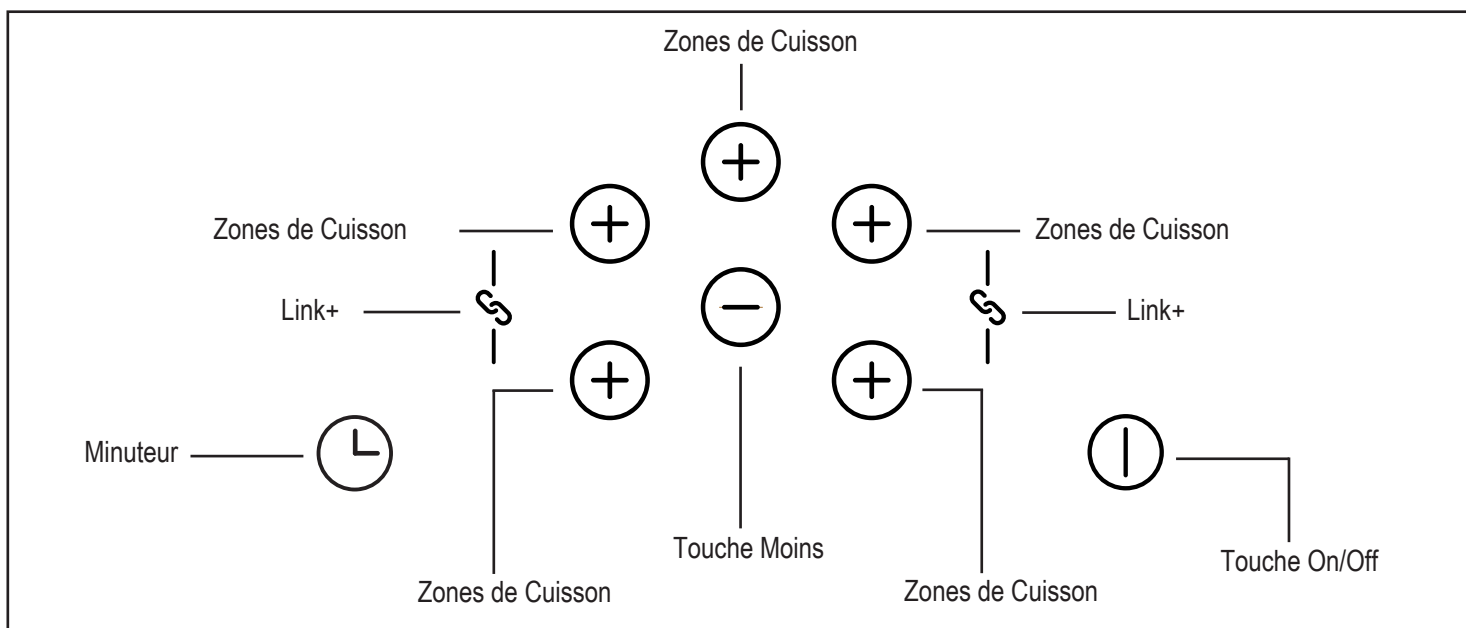 Zones de Cuisson
Zones de Cuisson
Zones de Cuisson
Link+
Link+
Minuteur
Touche Moins
Touche On/Off
Zones de Cuisson
Zones de Cuisson